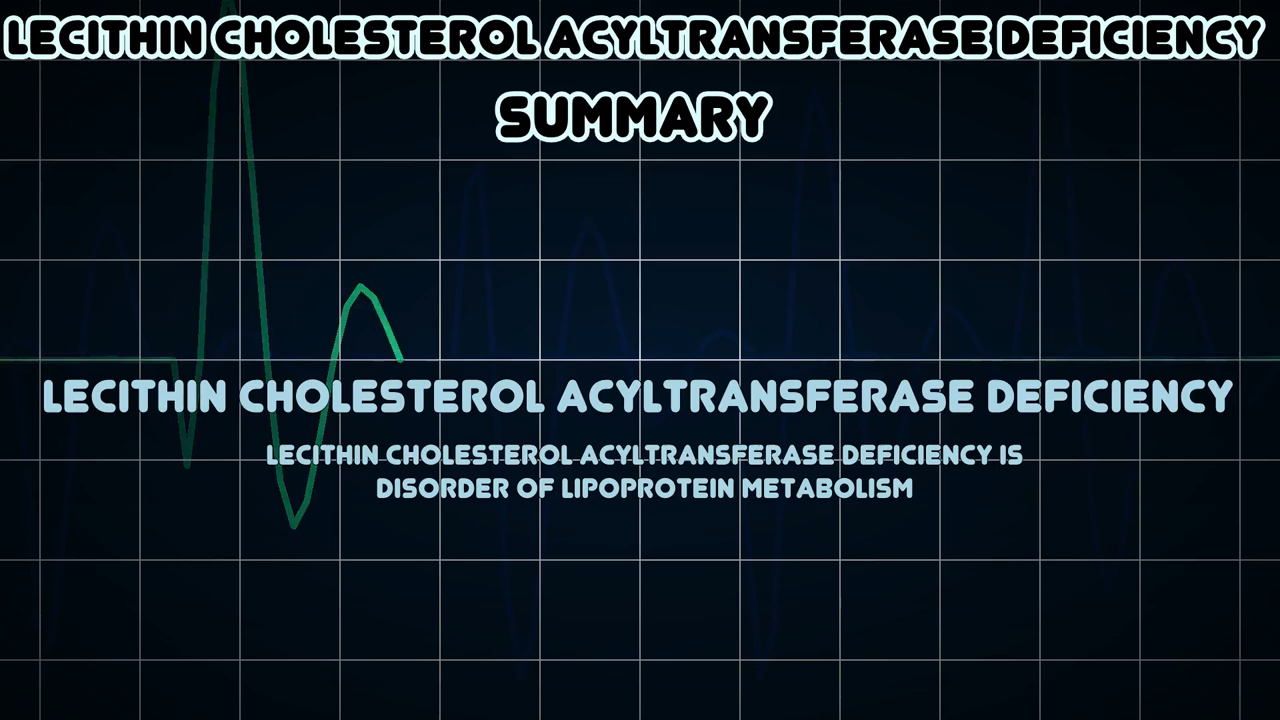 LECITHIN CHOLESTEROL ACYLTRANSFERASE DEFICIENCY
SUMMARY
LECITHIN CHOLESTEROL ACYLTRANSFERASE DEFICIENCY
LECITHIN CHOLESTEROL ACYLTRANSFERASE DEFICIENCY IS
DISORDER OF LIPOPROTEIN METABOLISM